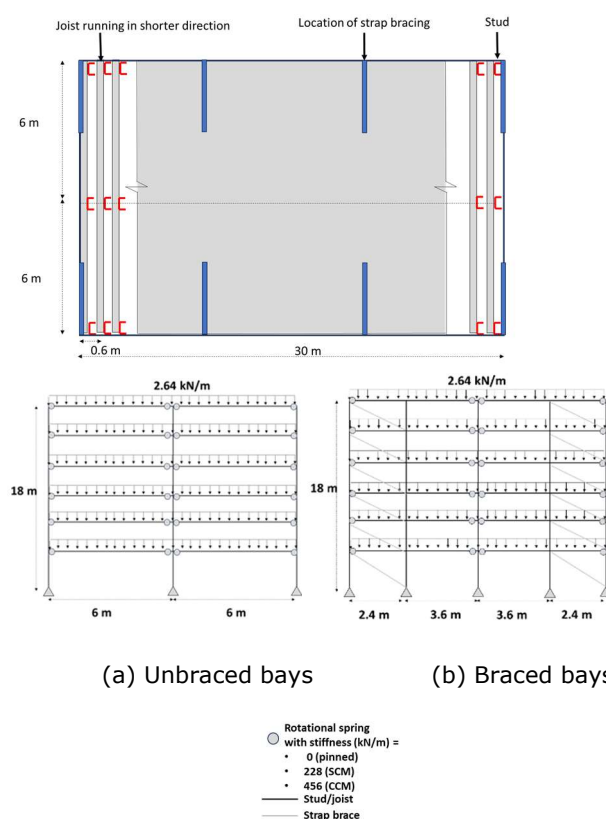 Joist running in shorter direction
Location of strap bracing
Stud
6 m
6 m
0.6 m
30 m
2.64 kN/m
2.64 kN/m
18 m
18 m
6 m
6 m
2.4 m
3.6 m
3.6 m
2.4 m
(a) Unbraced bays
(b) Braced bays
Rotational spring
with stiffness (kN/m) =
• 0 (pinned)
• 228 (SCM)
• 456 (CCM)
Stud/joist
Strap brace